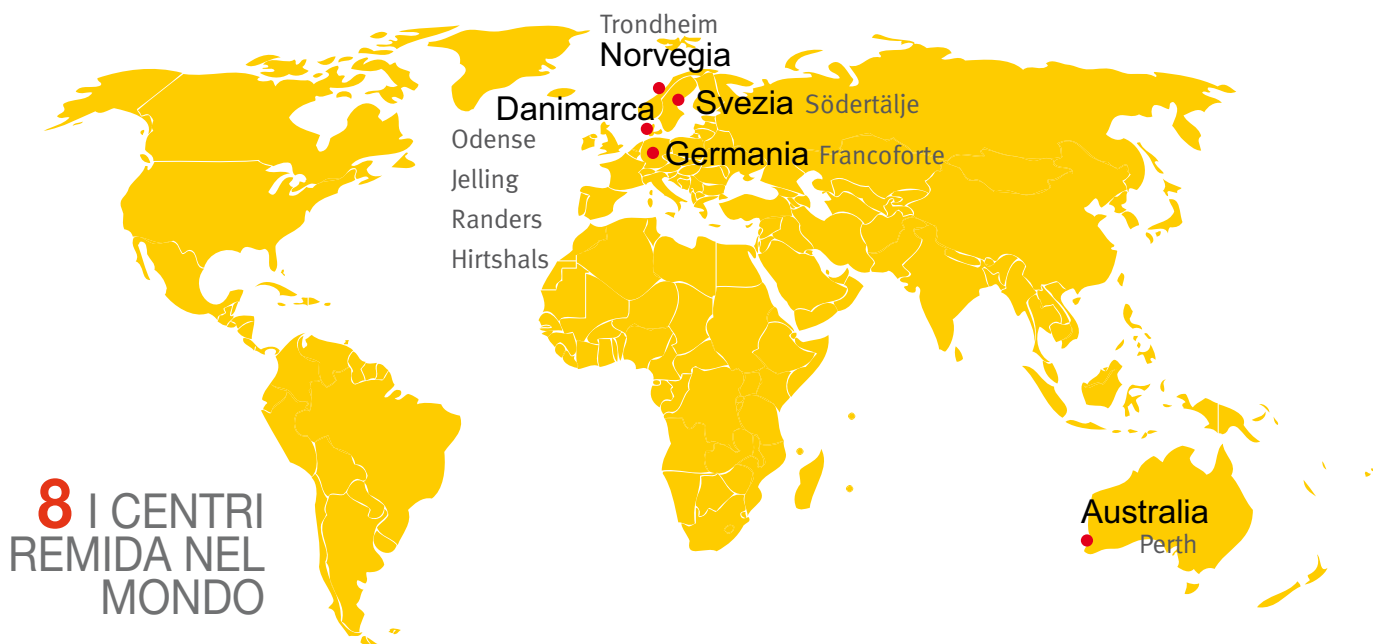 Trondheim
Norvegia
Danimarca
Svezia Södertälje
Odense
Germania Francoforte
Jelling
Randers
Hirtshals
8 I CENTRI
REMIDA NEL
MONDO
Australia
Perth